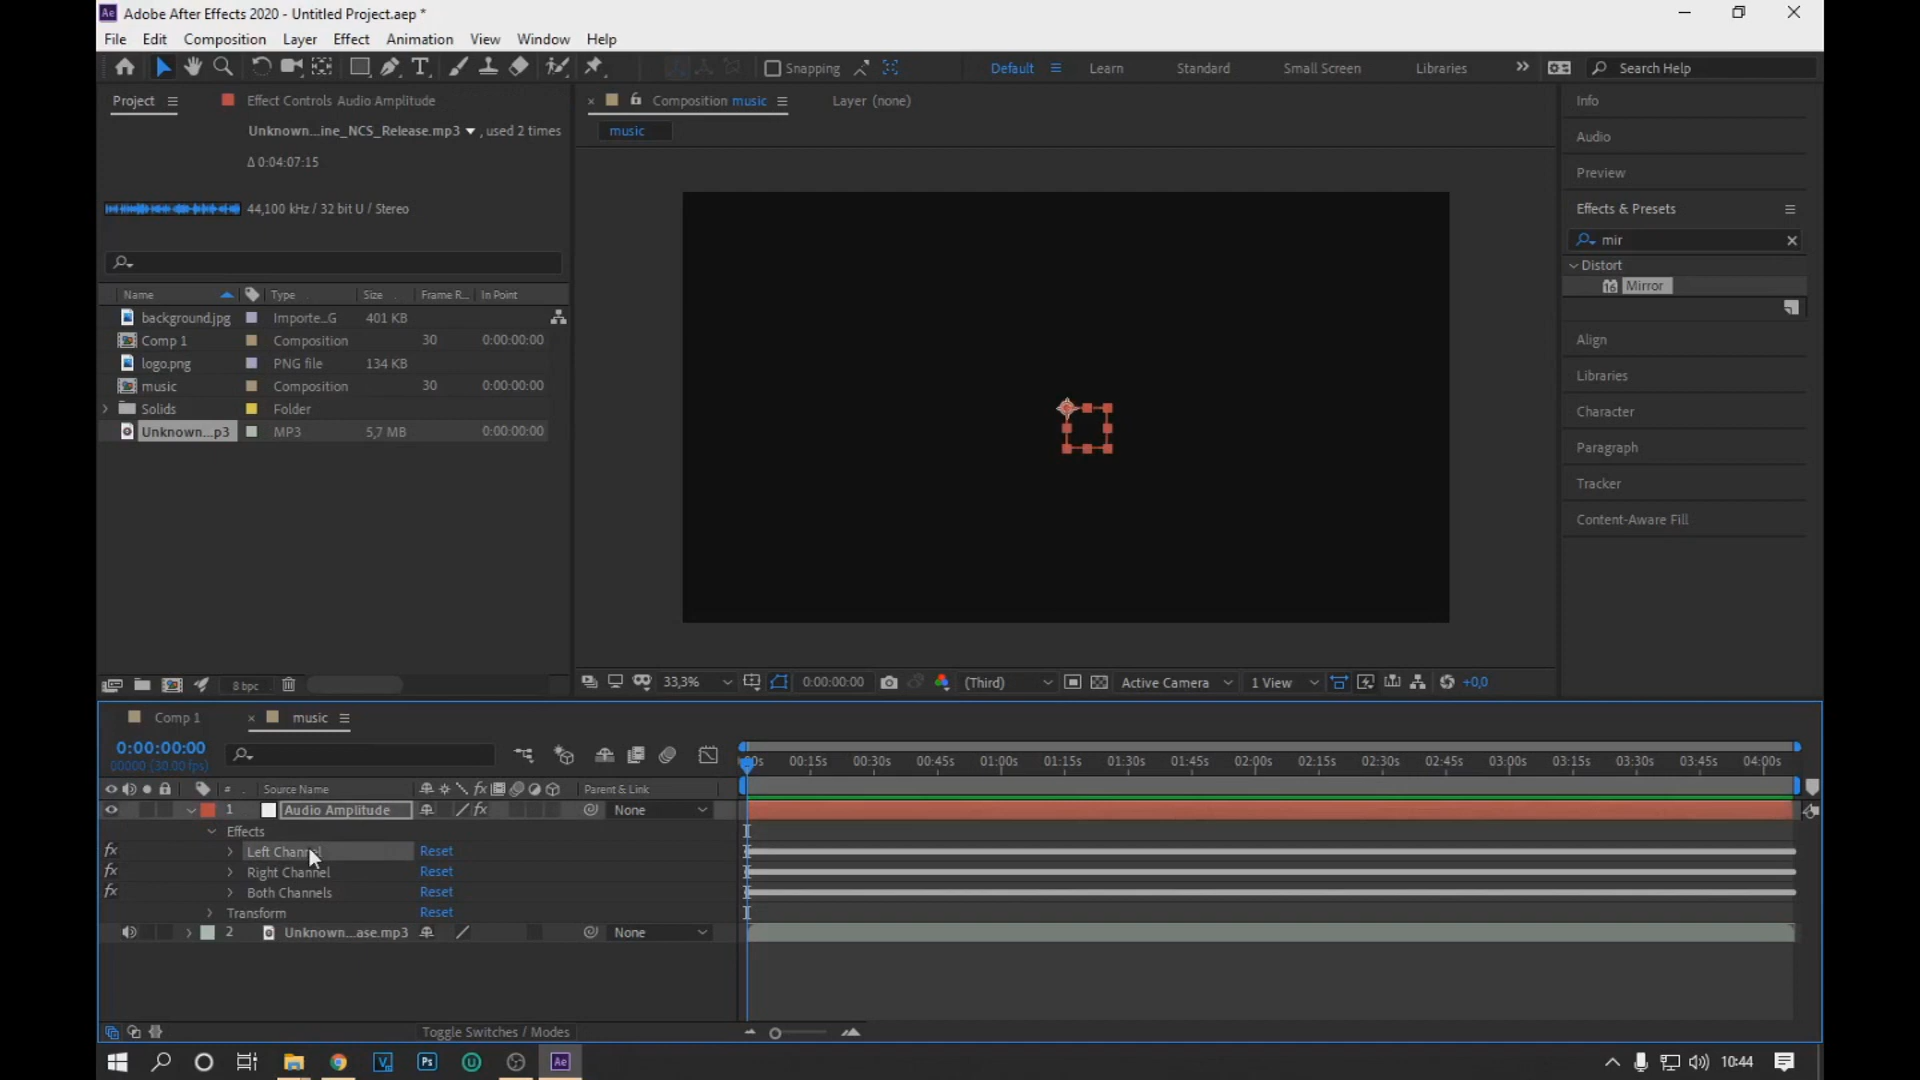 Adobe After Effects 2020 - Untitled Project.aep *
File Edit Composition Layer Effect Animation View Window Help
Snapping Default Learn Standard Small Screen Libraries Search Help
Project Effect Controls Audio Amplitude
Composition music Layer (none)
Info
Unknown...ine_NCS_Release.mp3 , used 2 times
music
Audio
Δ 0:04:07:15
Preview
44,100 kHz / 32 bit U / Stereo
Effects & Presets
mir
Distort
16 Mirror
Name Type Size Frame R... In Point
background.jpg Importe...G 401 KB
Comp 1 Composition 30 0:00:00:00
logo.png PNG file 134 KB
music Composition 30 0:00:00:00
Solids Folder
Unknown...p3 MP3 5,7 MB 0:00:00:00
Align
Libraries
Character
Paragraph
Tracker
Content-Aware Fill
8 bpc
33,3% 0:00:00:00 (Third) Active Camera 1 View +0,0
Comp 1 music
0:00:00:00
00000 (30.00 fps)
00s 00:15s 00:30s 00:45s 01:00s 01:15s 01:30s 01:45s 02:00s 02:15s 02:30s 02:45s 03:00s 03:15s 03:30s 03:45s 04:00s
# Source Name Parent & Link
1 Audio Amplitude None
Effects
Left Channel Reset
Right Channel Reset
Both Channels Reset
Transform Reset
2 Unknown...ase.mp3 None
Toggle Switches / Modes
Ps U Ae 10:44